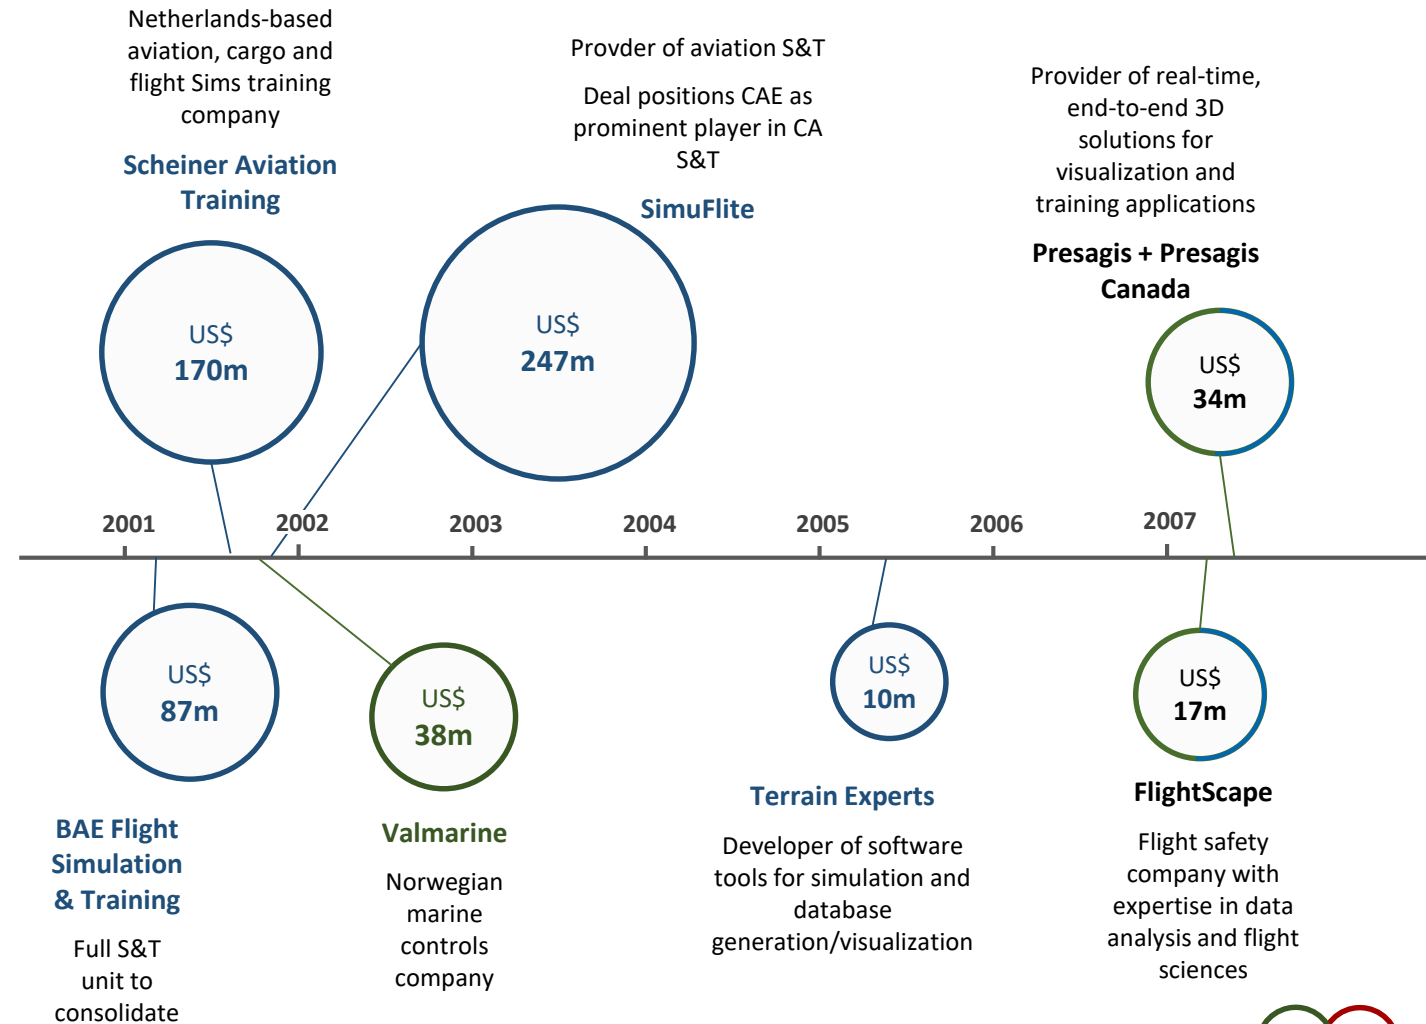 Netherlands-based
aviation, cargo and
flight Sims training
company
Scheiner Aviation
Training
US$
170m
Provder of aviation S&T
Deal positions CAE as
prominent player in CA
S&T
SimuFlite
US$
247m
Provider of real-time,
end-to-end 3D
solutions for
visualization and
training applications
Presagis + Presagis
Canada
US$
34m
2001
2002
2003
2004
2005
2006
2007
US$
87m
BAE Flight
Simulation
& Training
Full S&T
unit to
consolidate
US$
38m
Valmarine
Norwegian
marine
controls
company
US$
10m
Terrain Experts
Developer of software
tools for simulation and
database
generation/visualization
US$
17m
FlightScape
Flight safety
company with
expertise in data
analysis and flight
sciences